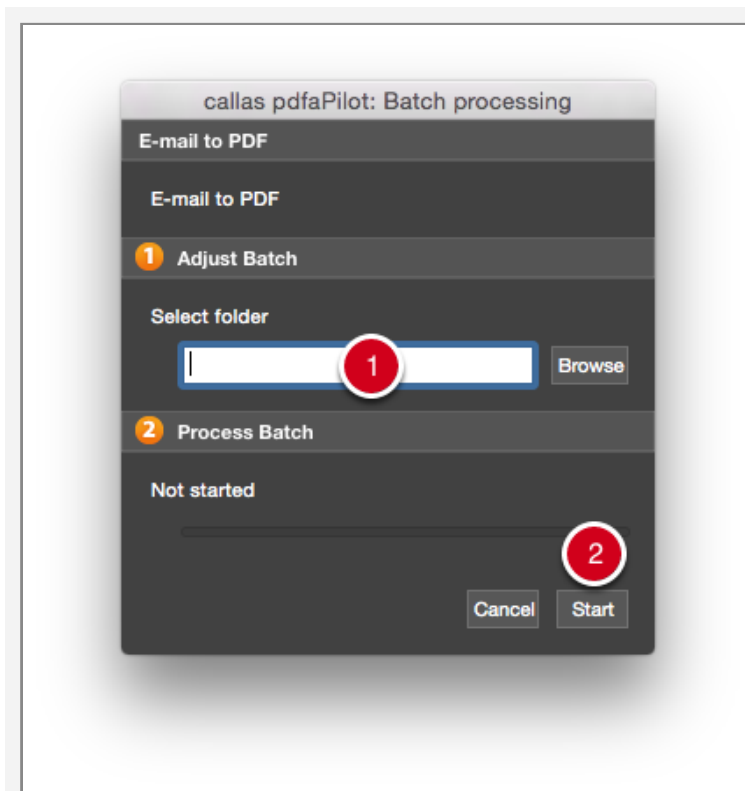 callas pdfaPilot: Batch processing
E-mail to PDF
E-mail to PDF
1 Adjust Batch
Select folder
1 Browse
2 Process Batch
Not started
2
Cancel Start